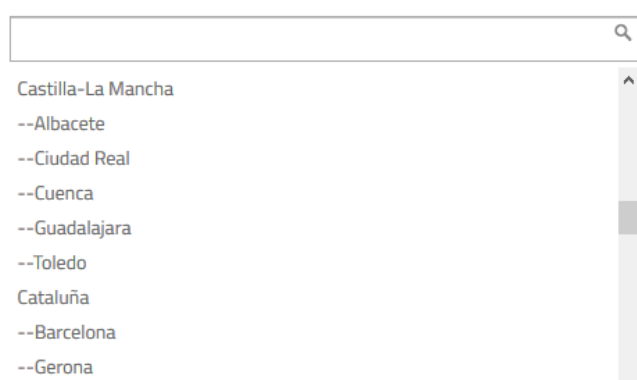 Castilla-La Mancha
--Albacete
--Ciudad Real
--Cuenca
--Guadalajara
--Toledo
Cataluña
--Barcelona
--Gerona